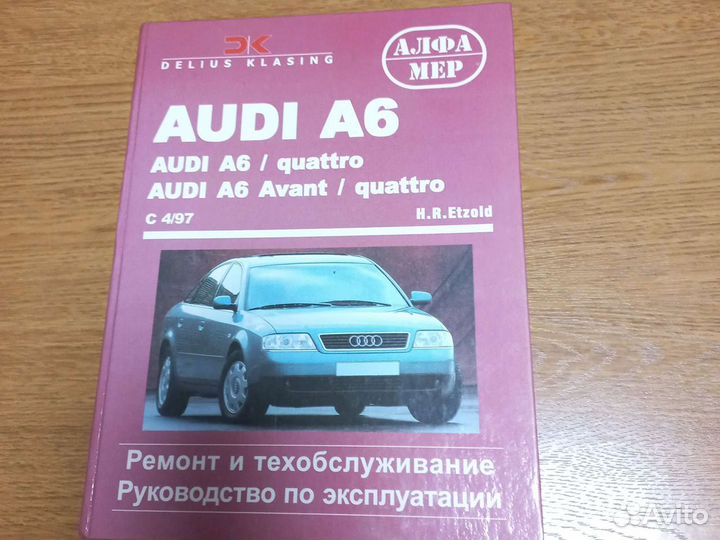 DELIUS KLASING
АЛФА
МЕР
AUDI A6
AUDI A6 / quattro
AUDI A6 Avant / quattro
С 4/97
H.R.Etzold
Ремонт и техобслуживание
Руководство по эксплуатации
Avito